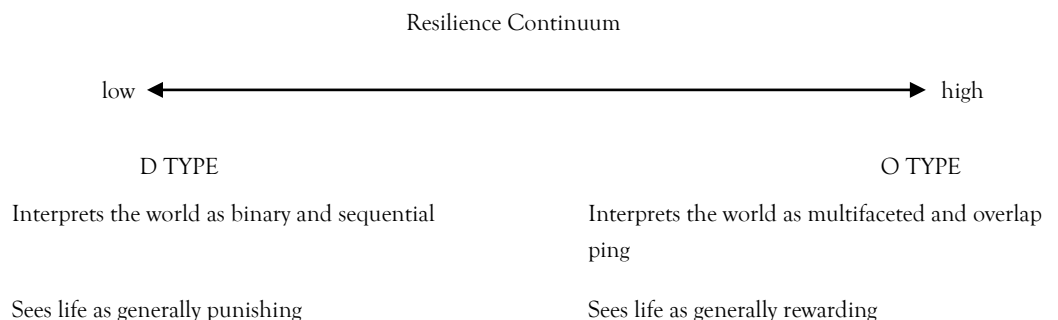 Resilience Continuum
low high
D TYPE O TYPE
Interprets the world as binary and sequential Interprets the world as multifaceted and overlap
ping
Sees life as generally punishing Sees life as generally rewarding